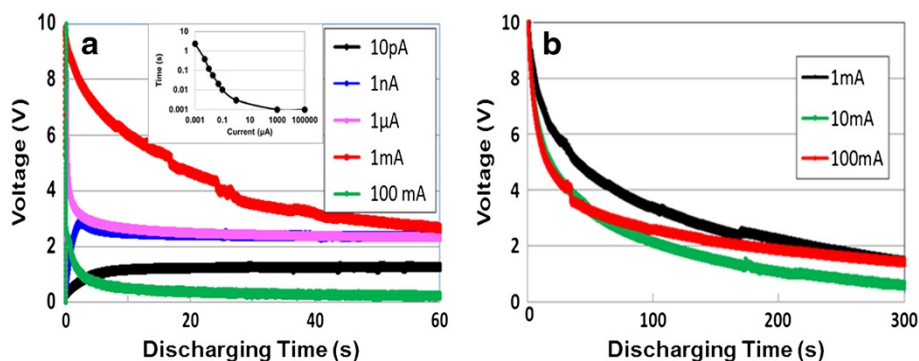 a
10
8
6
4
2
0
Voltage (V)
0
20
40
60
Discharging Time (s)
10pA
1nA
1µA
1mA
100 mA
10
1
0.1
0.01
0.001
Time (s)
0.001
0.1
10
1000
100000
Current (µA)
b
10
8
6
4
2
0
Voltage (V)
0
100
200
300
Discharging Time (s)
1mA
10mA
100mA